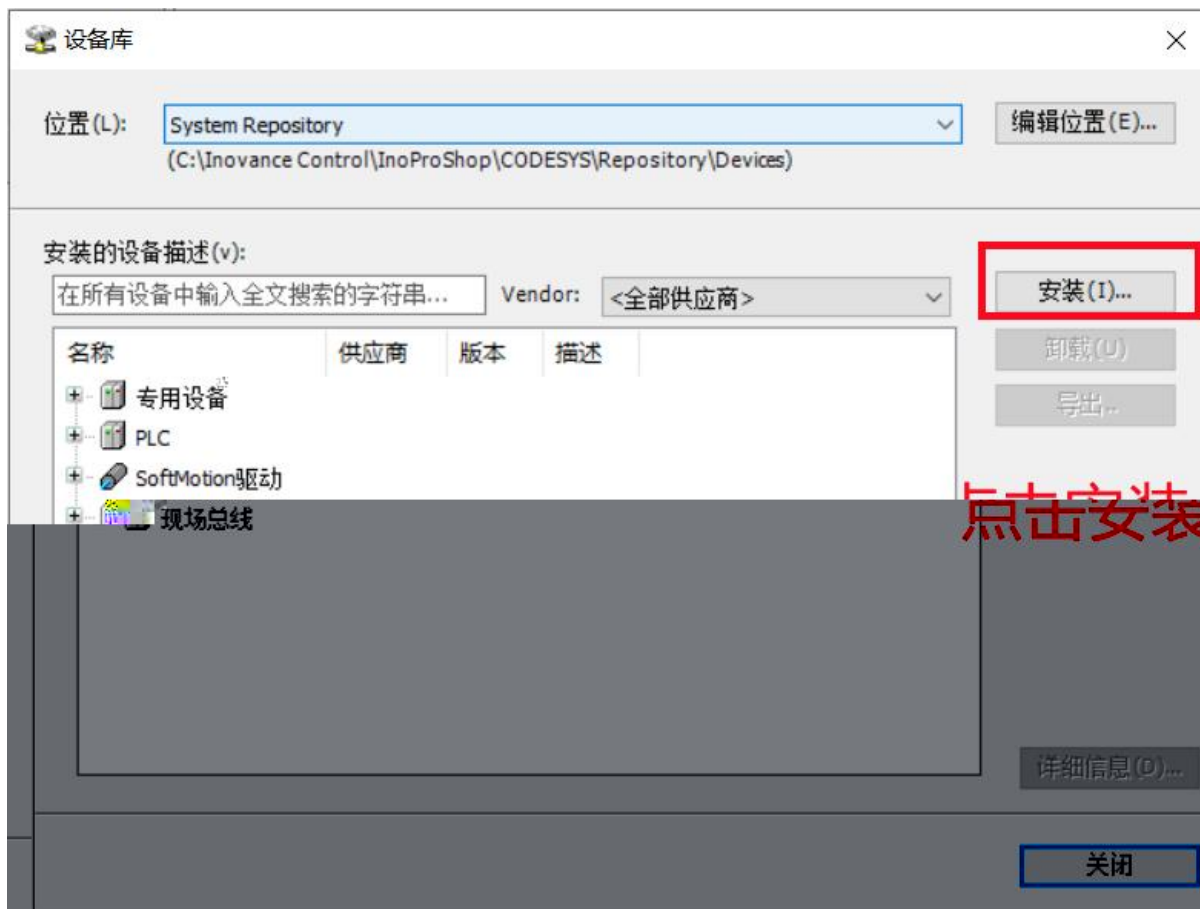 设备库
位置(L):
System Repository
编辑位置(E)...
(C:\Inovance Control\InoProShop\CODESYS\Repository\Devices)
安装的设备描述(v):
在所有设备中输入全文搜索的字符串...
Vendor:
<全部供应商>
安装(I)...
卸载(U)
导出..
名称 供应商 版本 描述
专用设备
PLC
SoftMotion驱动
现场总线
点击安装
详细信息(D)...
关闭